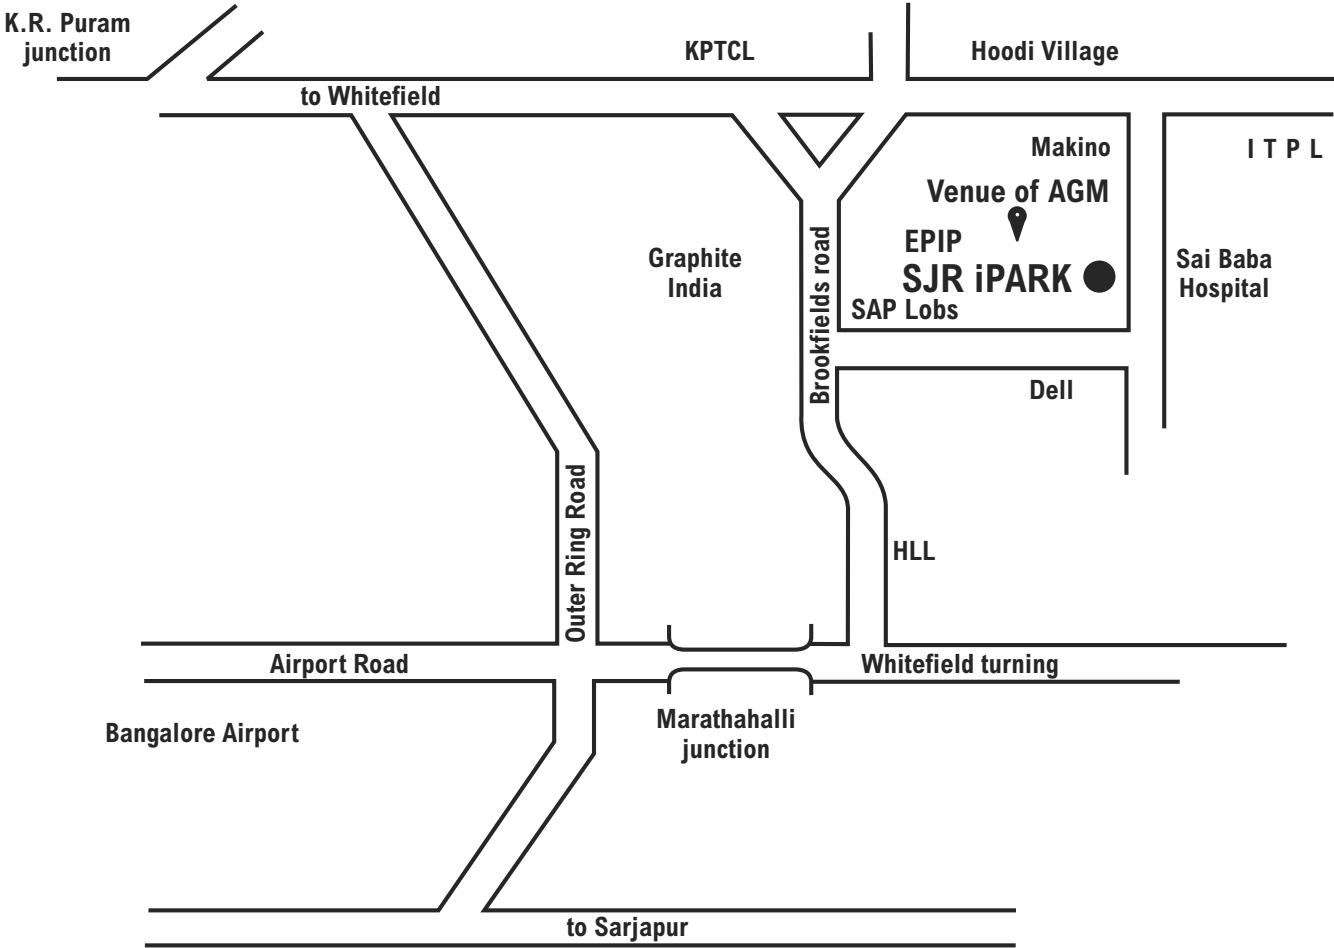 K.R. Puram
junction
KPTCL
Hoodi Village
to Whitefield
Makino
I T P L
Venue of AGM
EPIP
SJR iPARK
SAP Lobs
Graphite
India
Brookfields road
Sai Baba
Hospital
Dell
Outer Ring Road
HLL
Airport Road
Whitefield turning
Bangalore Airport
Marathahalli
junction
to Sarjapur